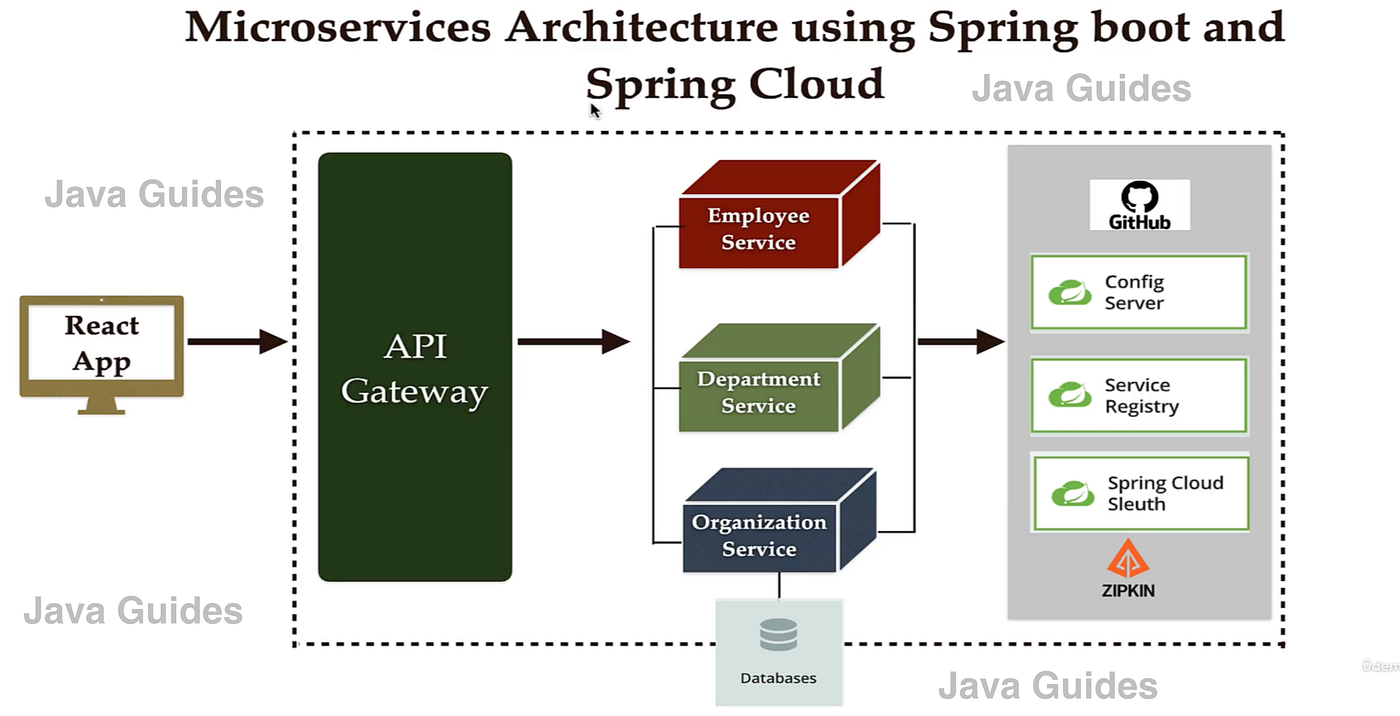 Microservices Architecture using Spring boot and
Spring Cloud
Java Guides
Java Guides
React
App
API
Gateway
Employee
Service
Department
Service
Organization
Service
Databases
GitHub
Config
Server
Service
Registry
Spring Cloud
Sleuth
ZIPKIN
Java Guides
Java Guides